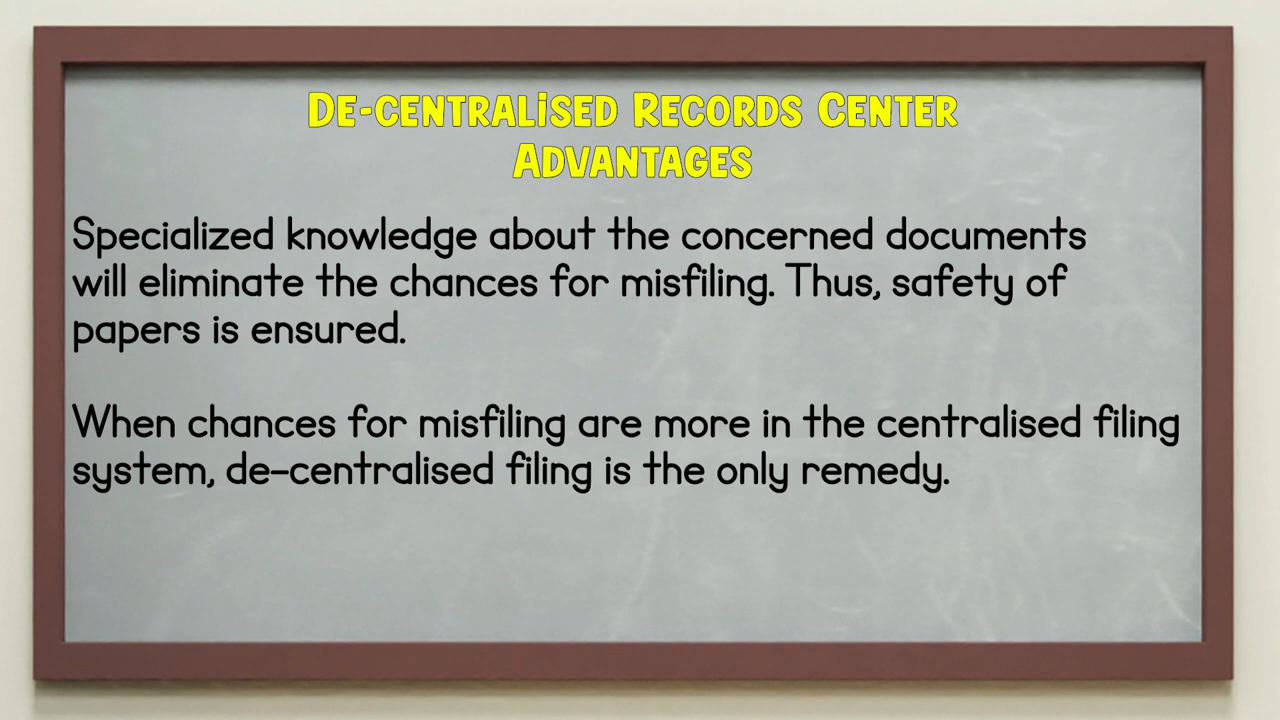 De-centralised Records Center
Advantages
Specialized knowledge about the concerned documents
will eliminate the chances for misfiling. Thus, safety of
papers is ensured.
When chances for misfiling are more in the centralised filing
system, de-centralised filing is the only remedy.